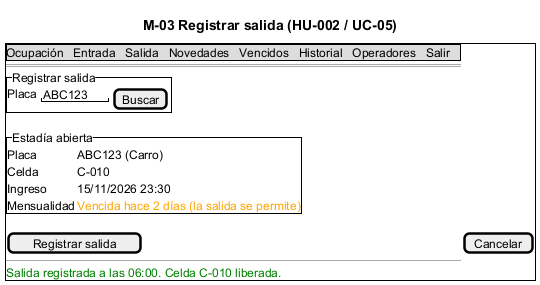 M-03 Registrar salida (HU-002 / UC-05)
Ocupación Entrada Salida Novedades Vencidos Historial Operadores Salir
Registrar salida
Placa ABC123 Buscar
Estadía abierta
Placa ABC123 (Carro)
Celda C-010
Ingreso 15/11/2026 23:30
Mensualidad Vencida hace 2 días (la salida se permite)
Registrar salida Cancelar
Salida registrada a las 06:00. Celda C-010 liberada.